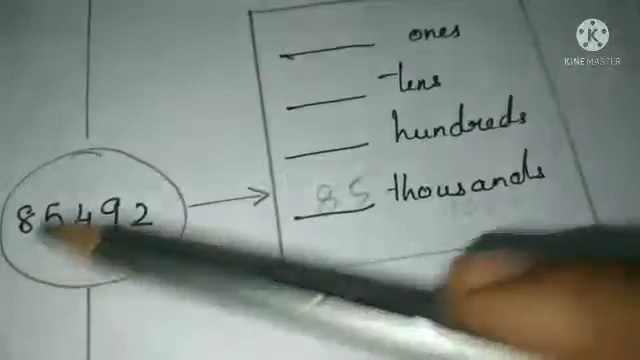 K
KINEMASTER
ones
tens
hundreds
85 thousands
85492